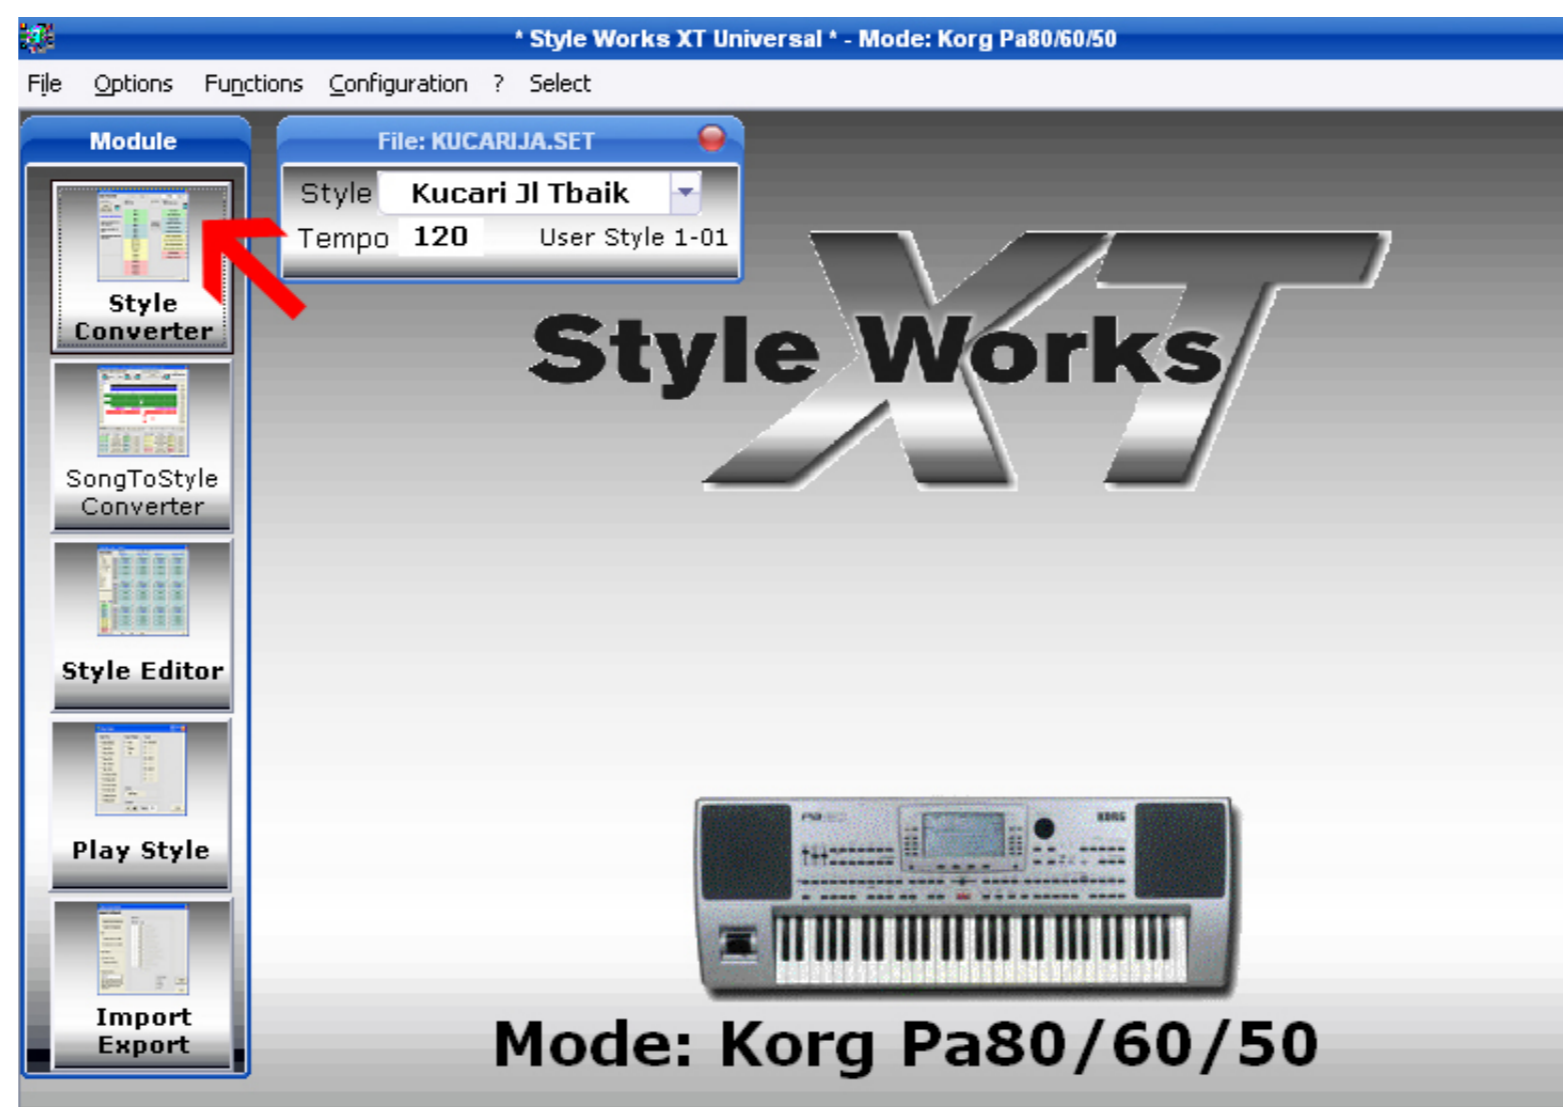 * Style Works XT Universal * - Mode: Korg Pa80/60/50
File Options Functions Configuration ? Select
Module
Style
Converter
SongToStyle
Converter
Style Editor
Play Style
Import
Export
File: KUCARIJA.SET
Style Kucari Jl Tbaik
Tempo 120 User Style 1-01
XT
Style Works
KORG
Mode: Korg Pa80/60/50